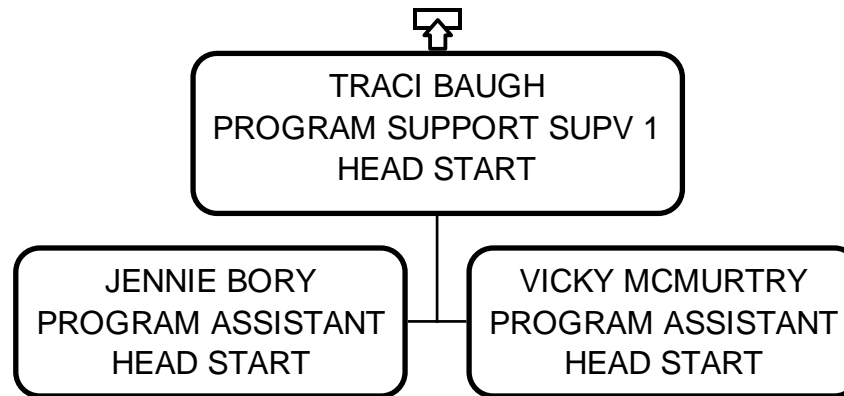 TRACI BAUGH
PROGRAM SUPPORT SUPV 1
HEAD START
JENNIE BORY
PROGRAM ASSISTANT
HEAD START
VICKY MCMURTRY
PROGRAM ASSISTANT
HEAD START